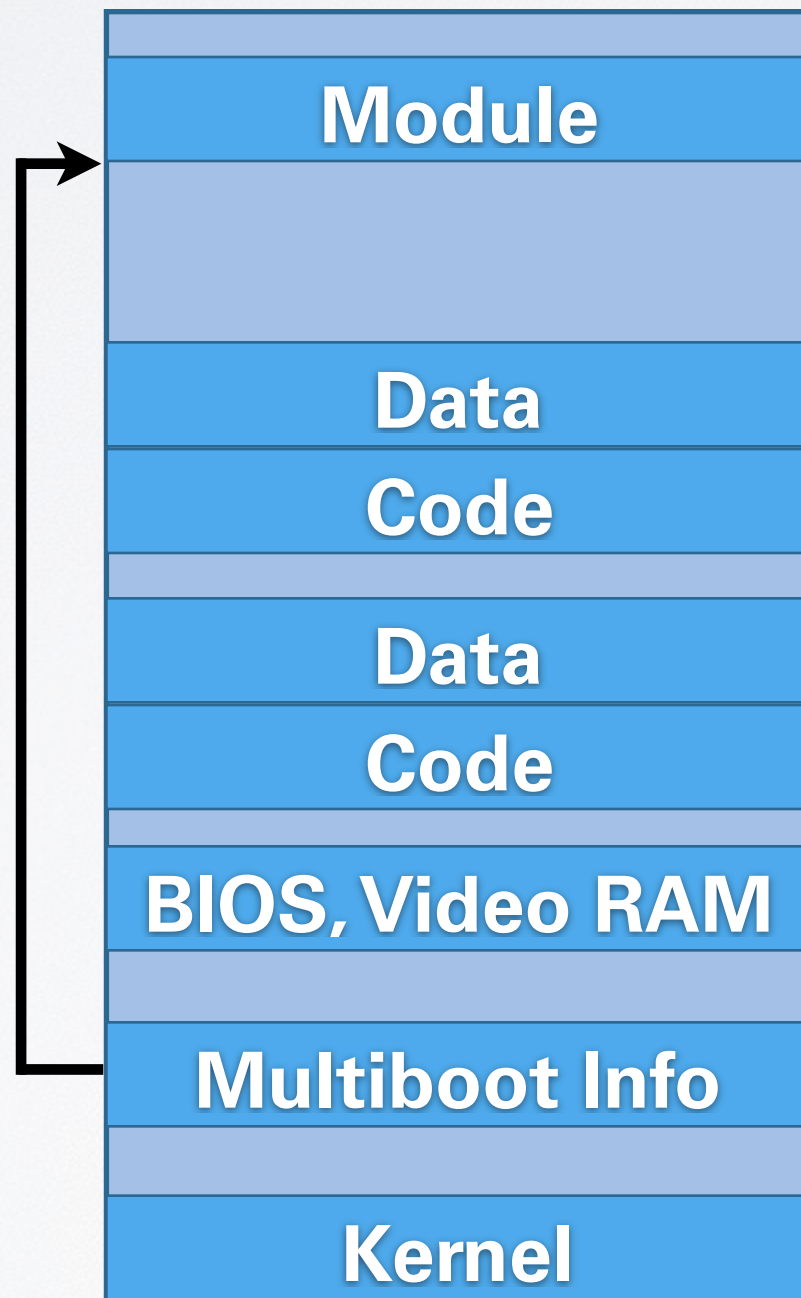 Module
Data
Code
Data
Code
BIOS, Video RAM
Multiboot Info
Kernel